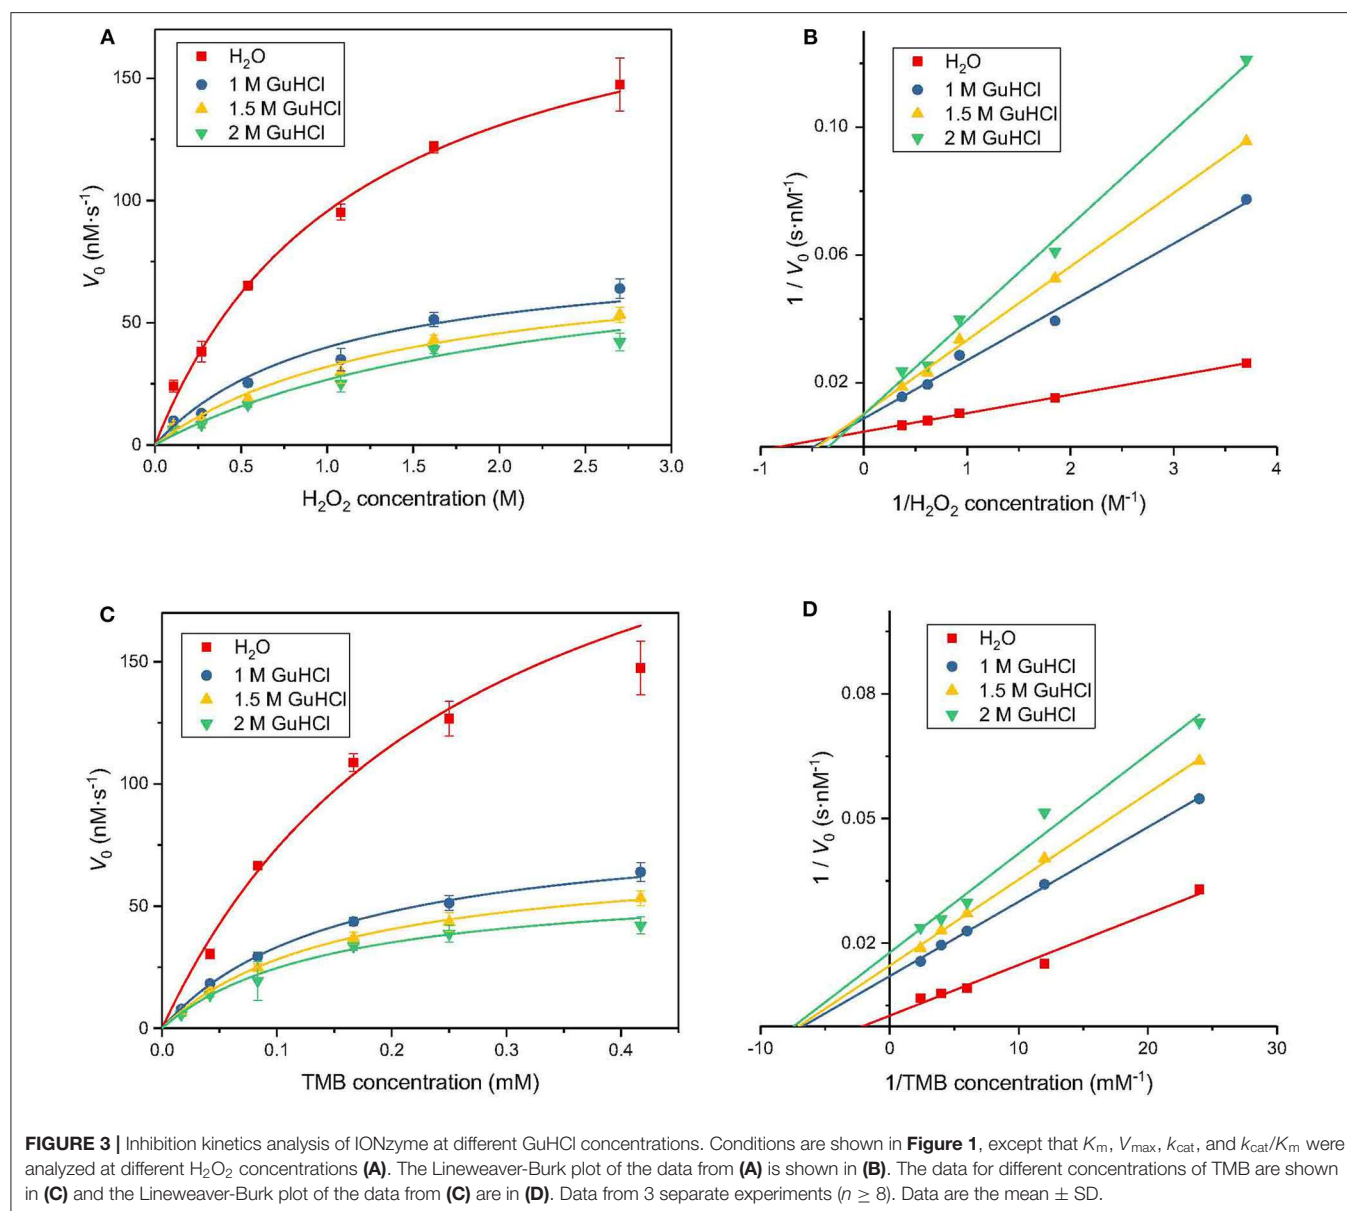 A
H₂O
1 M GuHCl
1.5 M GuHCl
2 M GuHCl
150
100
50
0
V₀ (nM·s⁻¹)
0.0 0.5 1.0 1.5 2.0 2.5 3.0
H₂O₂ concentration (M)
B
H₂O
1 M GuHCl
1.5 M GuHCl
2 M GuHCl
0.10
0.06
0.02
1 / V₀ (s·nM⁻¹)
-1 0 1 2 3 4
1/H₂O₂ concentration (M⁻¹)
C
H₂O
1 M GuHCl
1.5 M GuHCl
2 M GuHCl
150
100
50
0
V₀ (nM·s⁻¹)
0.0 0.1 0.2 0.3 0.4
TMB concentration (mM)
D
H₂O
1 M GuHCl
1.5 M GuHCl
2 M GuHCl
0.08
0.05
0.02
1 / V₀ (s·nM⁻¹)
-10 0 10 20 30
1/TMB concentration (mM⁻¹)
FIGURE 3 | Inhibition kinetics analysis of IONzyme at different GuHCl concentrations. Conditions are shown in Figure 1, except that Kₘ, Vₘₐₓ, k꜀ₐₜ, and k꜀ₐₜ/Kₘ were
analyzed at different H₂O₂ concentrations (A). The Lineweaver-Burk plot of the data from (A) is shown in (B). The data for different concentrations of TMB are shown
in (C) and the Lineweaver-Burk plot of the data from (C) are in (D). Data from 3 separate experiments (n ≥ 8). Data are the mean ± SD.